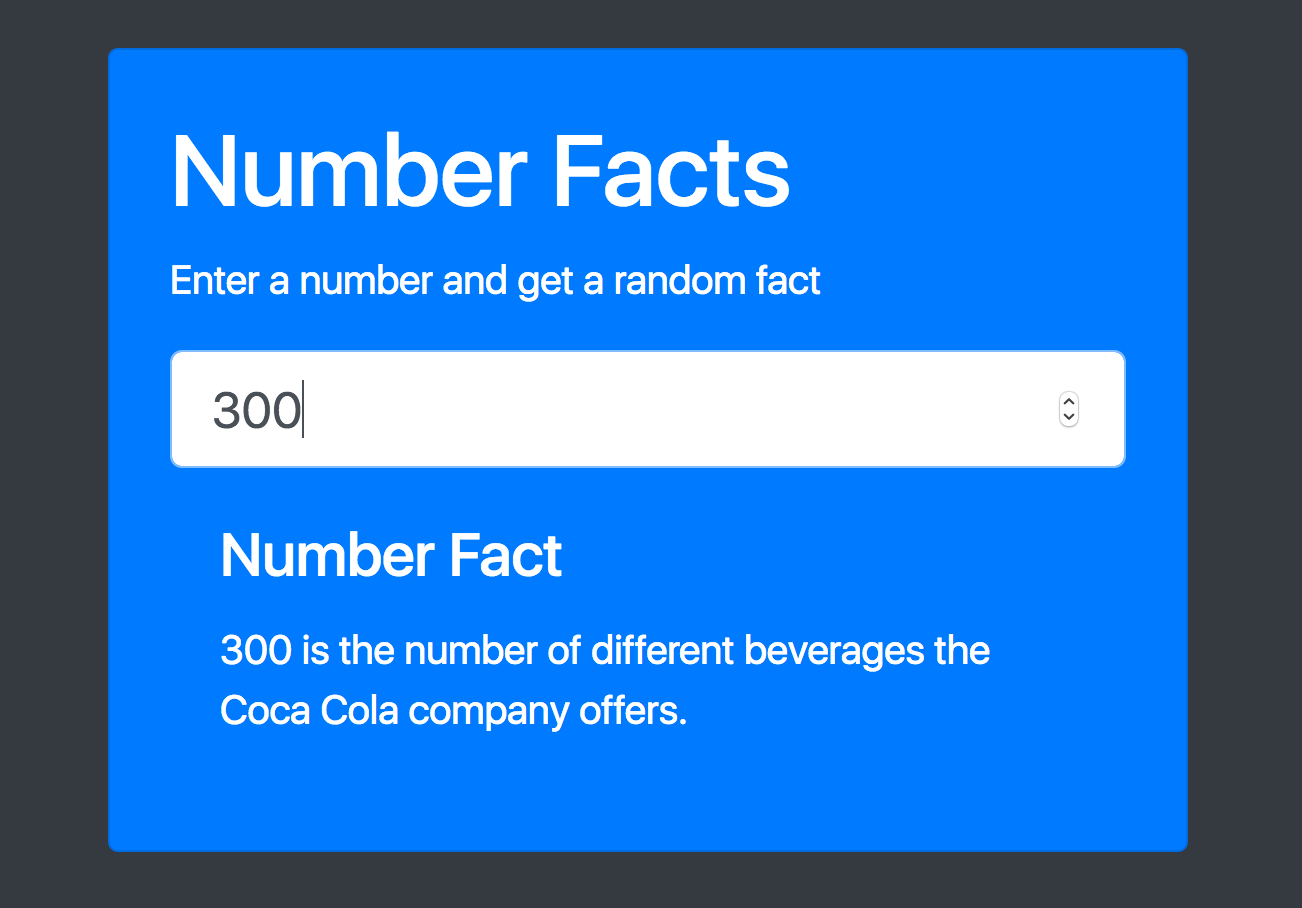 Number Facts
Enter a number and get a random fact
300
Number Fact
300 is the number of different beverages the
Coca Cola company offers.